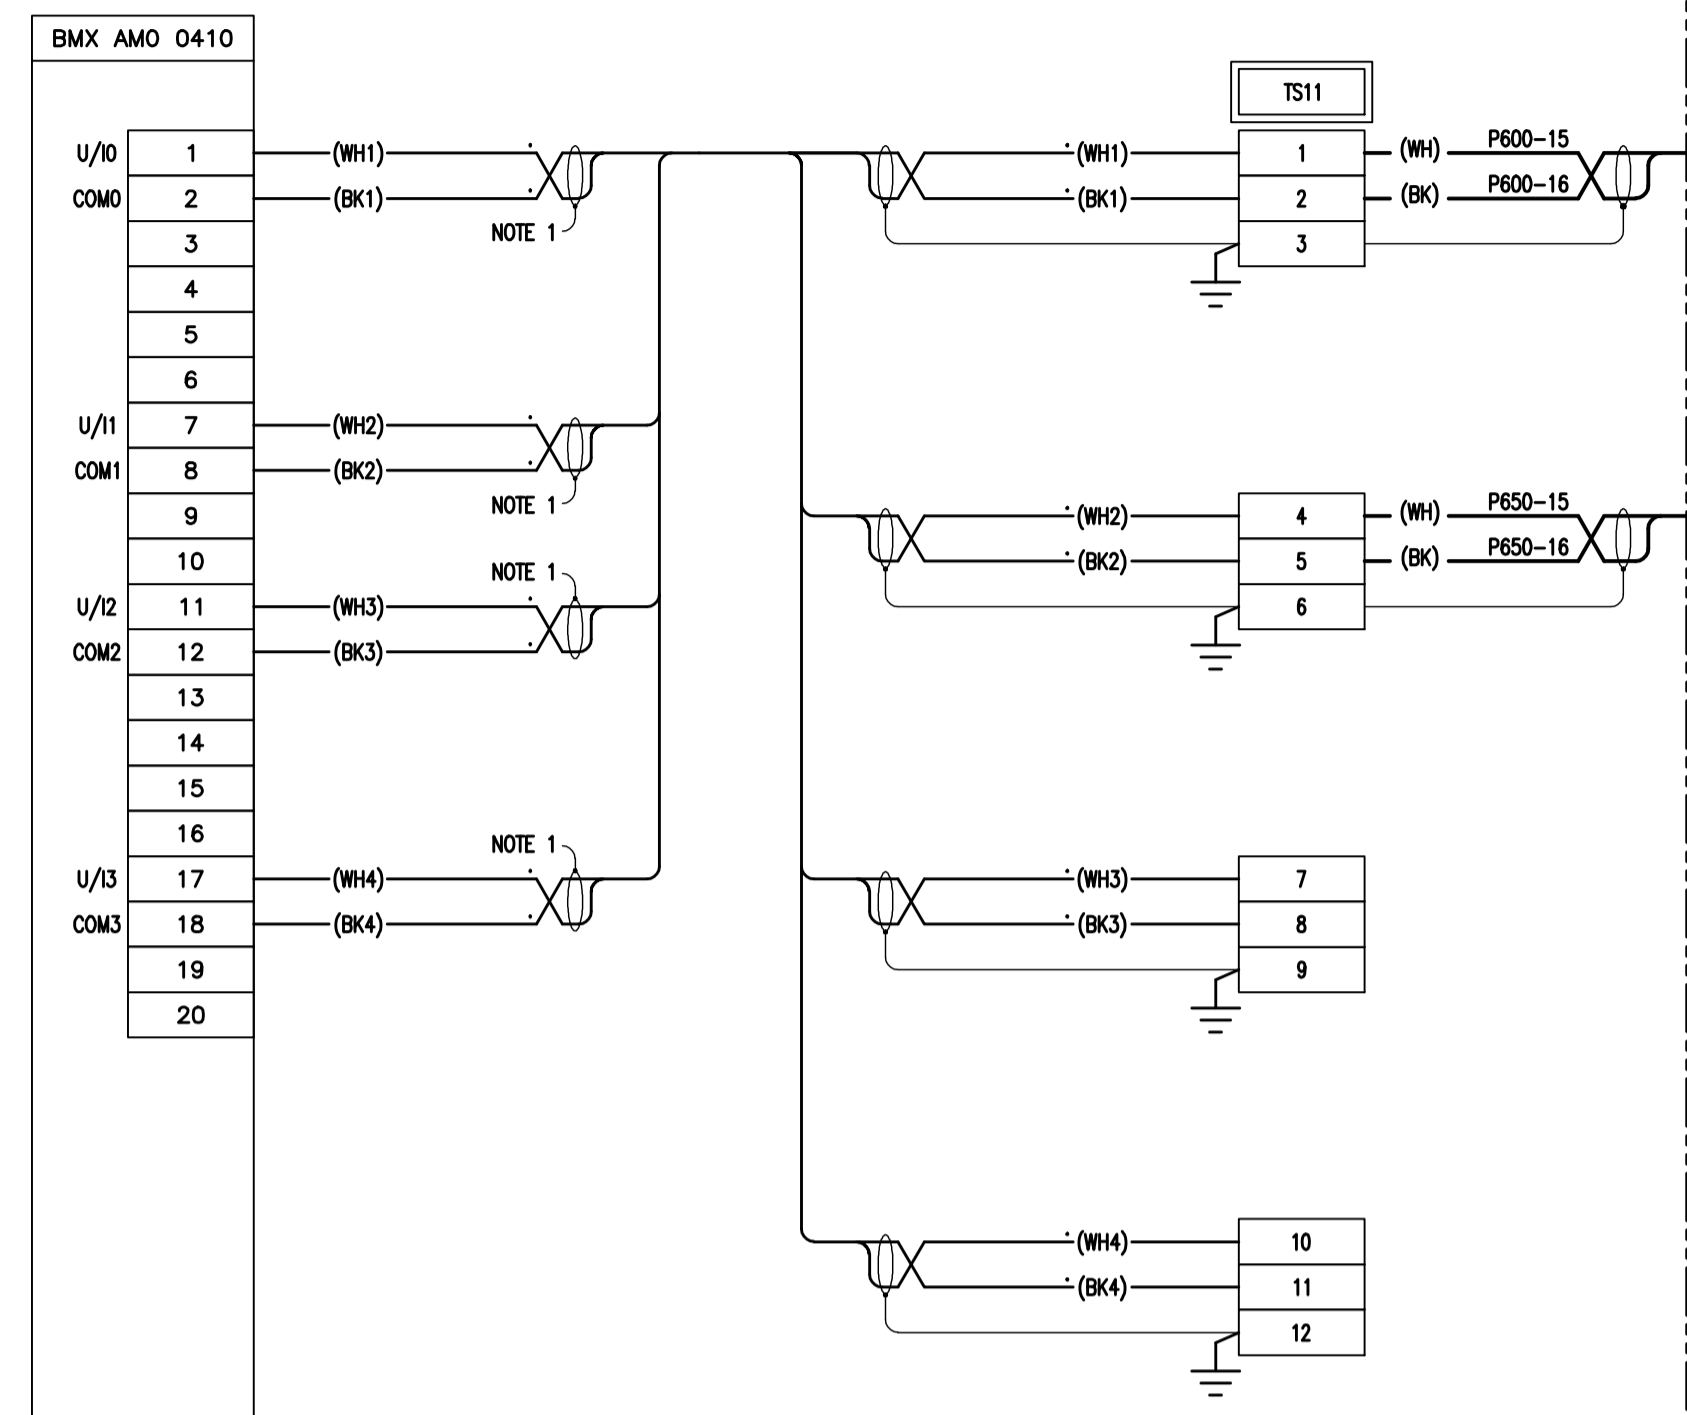 BMX AMO 0410
TS11
U/I0 1 (WH1) (WH1) 1 (WH) P600-15
COM0 2 (BK1) (BK1) 2 (BK) P600-16
NOTE 1
3 3
4
5
6
U/I1 7 (WH2)
COM1 8 (BK2)
NOTE 1
9 (WH2) 4 (WH) P650-15
10 (BK2) 5 (BK) P650-16
NOTE 1
U/I2 11 (WH3) 6
COM2 12 (BK3)
13
14
15
16
NOTE 1
U/I3 17 (WH4) (WH3) 7
COM3 18 (BK4) (BK3) 8
19 9
20
(WH4) 10
(BK4) 11
12